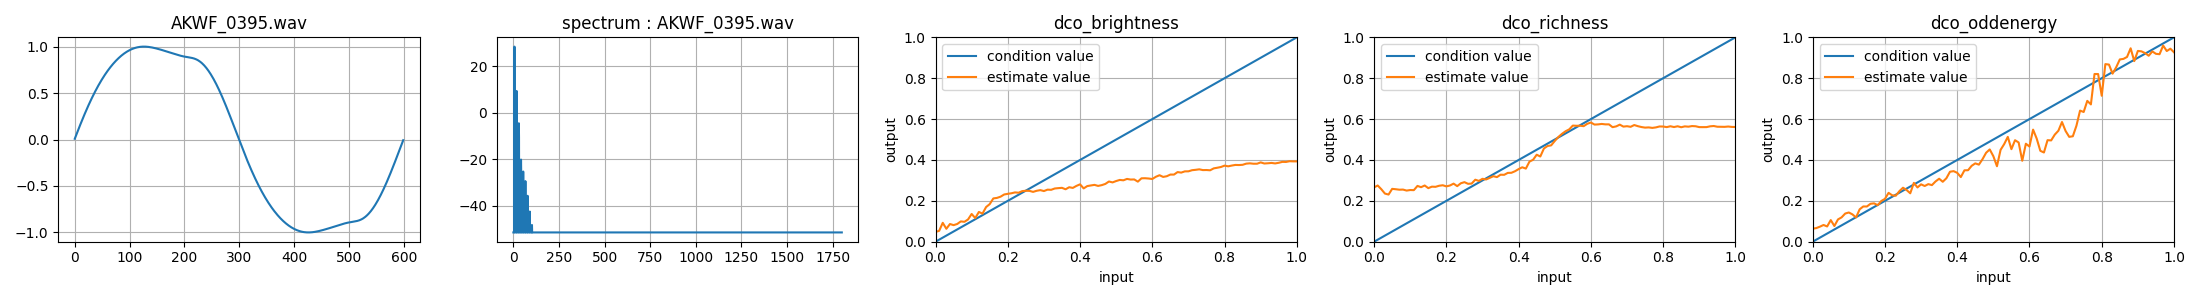 AKWF_0395.wav
1.0
0.5
0.0
−0.5
−1.0
0 100 200 300 400 500 600
spectrum : AKWF_0395.wav
20
0
−20
−40
0 250 500 750 1000 1250 1500 1750
dco_brightness
condition value
estimate value
output
1.0
0.8
0.6
0.4
0.2
0.0
0.0 0.2 0.4 0.6 0.8 1.0
input
dco_richness
condition value
estimate value
output
1.0
0.8
0.6
0.4
0.2
0.0
0.0 0.2 0.4 0.6 0.8 1.0
input
dco_oddenergy
condition value
estimate value
output
1.0
0.8
0.6
0.4
0.2
0.0
0.0 0.2 0.4 0.6 0.8 1.0
input